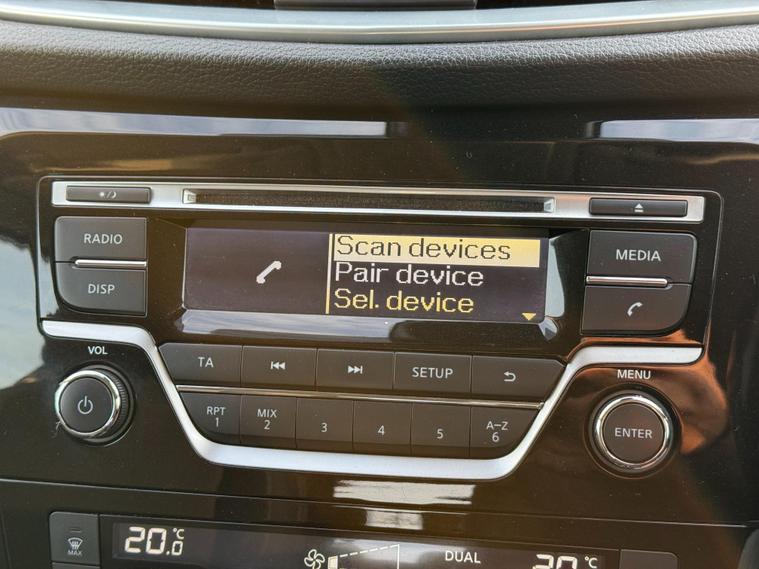 RADIO
DISP
Scan devices
Pair device
Sel. device
MEDIA
VOL
TA
SETUP
MENU
RPT
1
MIX
2
3
4
5
A-Z
6
ENTER
MAX
20.0 °C
DUAL
20 °C